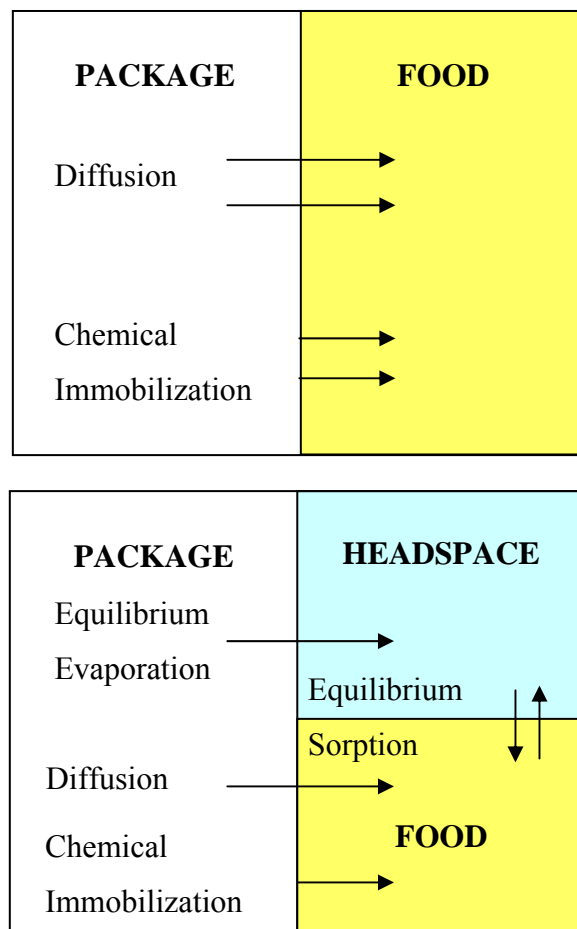 PACKAGE
FOOD
Diffusion
Chemical
Immobilization
PACKAGE
HEADSPACE
Equilibrium
Evaporation
Equilibrium
Sorption
Diffusion
Chemical
Immobilization
FOOD